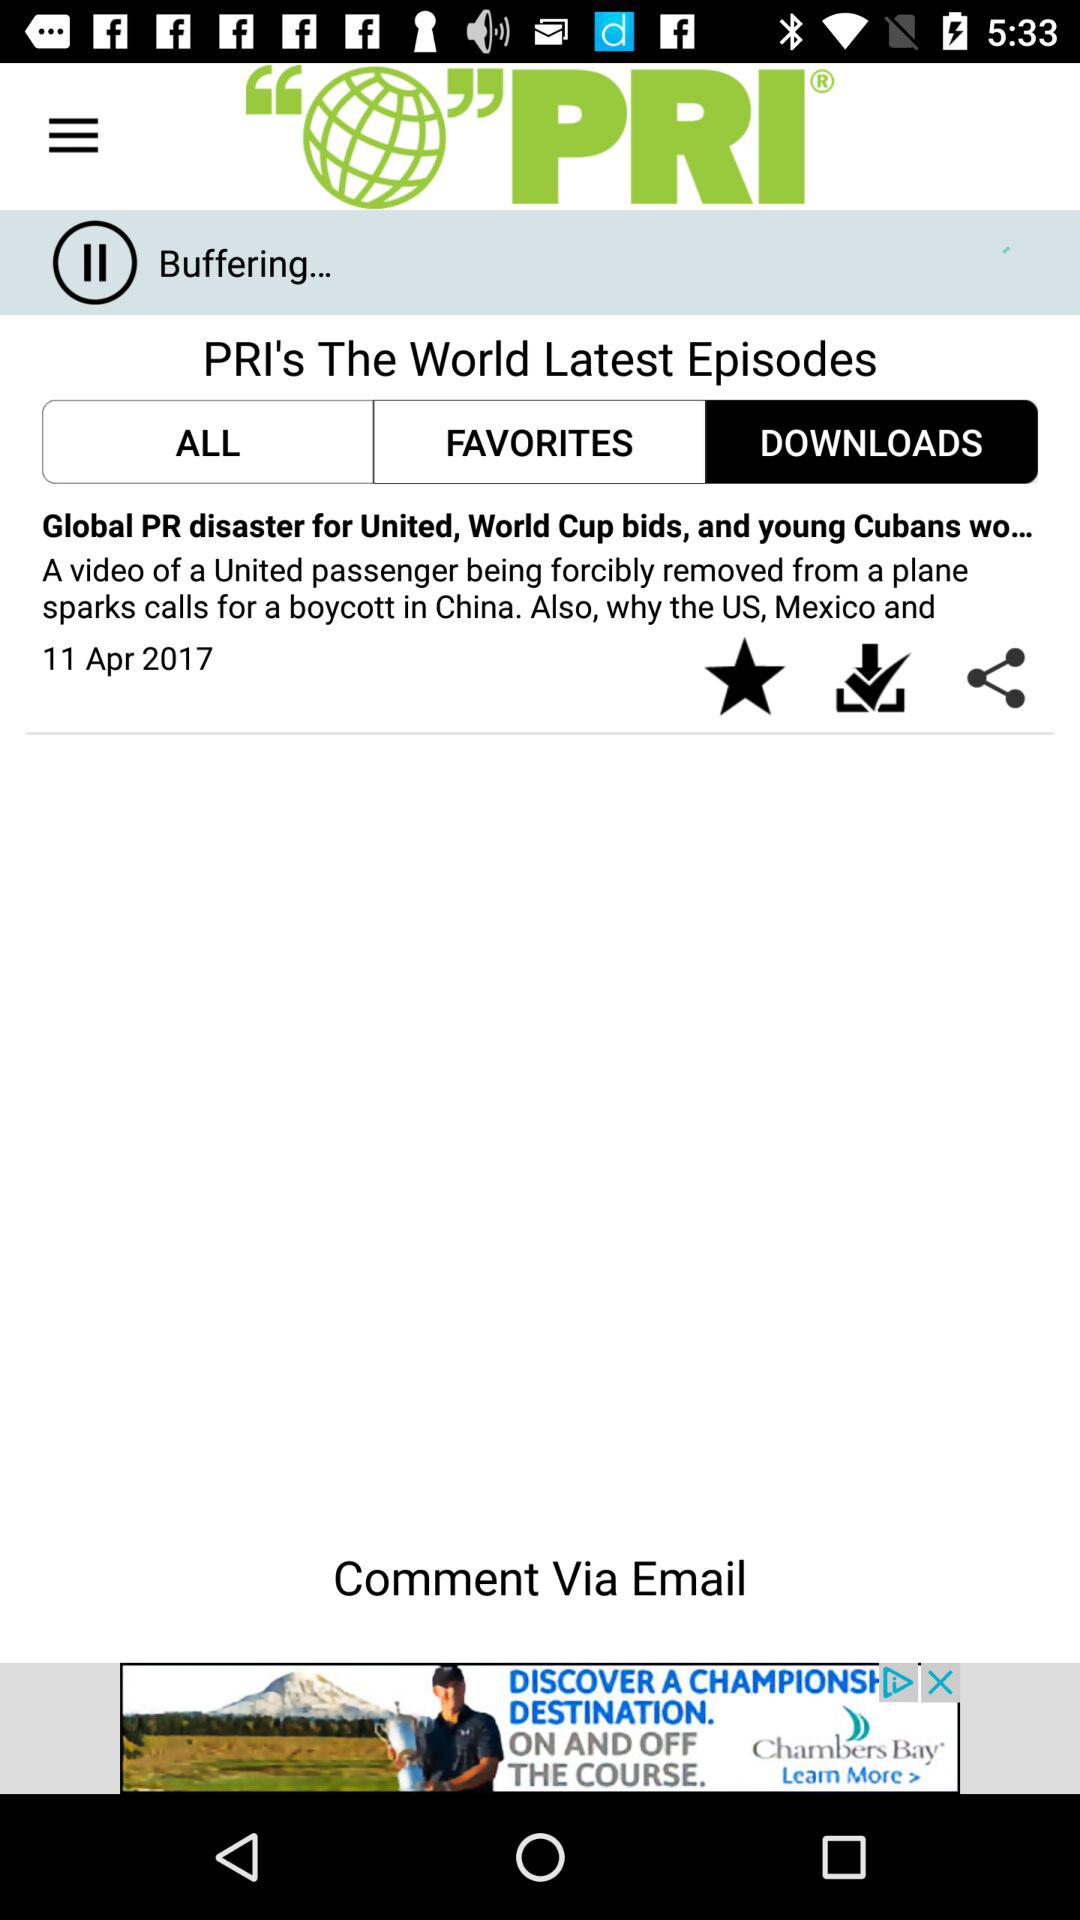 5:33
“ ” PRI®
Buffering...
PRI's The World Latest Episodes
ALL FAVORITES DOWNLOADS
Global PR disaster for United, World Cup bids, and young Cubans wo...
A video of a United passenger being forcibly removed from a plane
sparks calls for a boycott in China. Also, why the US, Mexico and
11 Apr 2017
Comment Via Email
DISCOVER A CHAMPIONSH
DESTINATION.
ON AND OFF
THE COURSE.
Chambers Bay
Learn More >